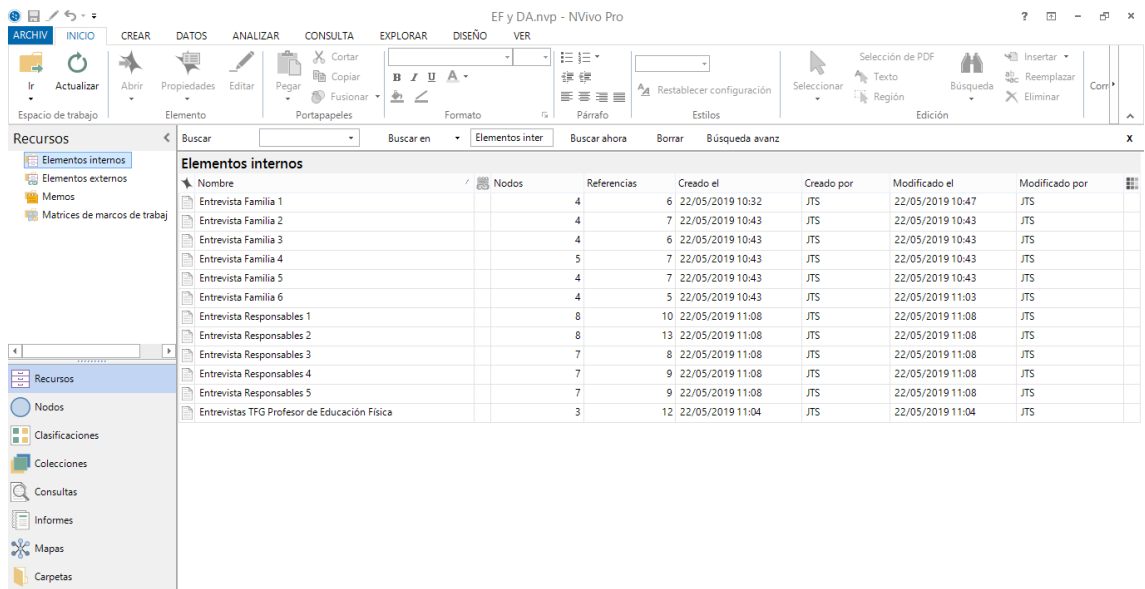 EF y DA.nvp - NVivo Pro
ARCHIV INICIO CREAR DATOS ANALIZAR CONSULTA EXPLORAR DISEÑO VER
Ir Actualizar Abrir Propiedades Editar Pegar Cortar Copiar Fusionar
B I U A
Restablecer configuración
Seleccionar Selección de PDF Texto Región Búsqueda Insertar Reemplazar Eliminar
Espacio de trabajo Elemento Portapapeles Formato Párrafo Estilos Edición
Recursos
Elementos internos
Elementos externos
Memos
Matrices de marcos de trabaj
Buscar Buscar en Elementos inter Buscar ahora Borrar Búsqueda avanz x
Elementos internos
Nombre Nodos Referencias Creado el Creado por Modificado el Modificado por
Entrevista Familia 1 4 6 22/05/2019 10:32 JTS 22/05/2019 10:47 JTS
Entrevista Familia 2 4 7 22/05/2019 10:43 JTS 22/05/2019 10:43 JTS
Entrevista Familia 3 4 6 22/05/2019 10:43 JTS 22/05/2019 10:43 JTS
Entrevista Familia 4 5 7 22/05/2019 10:43 JTS 22/05/2019 10:43 JTS
Entrevista Familia 5 4 7 22/05/2019 10:43 JTS 22/05/2019 10:43 JTS
Entrevista Familia 6 4 5 22/05/2019 10:43 JTS 22/05/2019 11:03 JTS
Entrevista Responsables 1 8 10 22/05/2019 11:08 JTS 22/05/2019 11:08 JTS
Entrevista Responsables 2 8 13 22/05/2019 11:08 JTS 22/05/2019 11:08 JTS
Entrevista Responsables 3 7 8 22/05/2019 11:08 JTS 22/05/2019 11:08 JTS
Entrevista Responsables 4 7 9 22/05/2019 11:08 JTS 22/05/2019 11:08 JTS
Entrevista Responsables 5 7 9 22/05/2019 11:08 JTS 22/05/2019 11:08 JTS
Entrevistas TFG Profesor de Educación Física 3 12 22/05/2019 11:04 JTS 22/05/2019 11:04 JTS
Recursos
Nodos
Clasificaciones
Colecciones
Consultas
Informes
Mapas
Carpetas